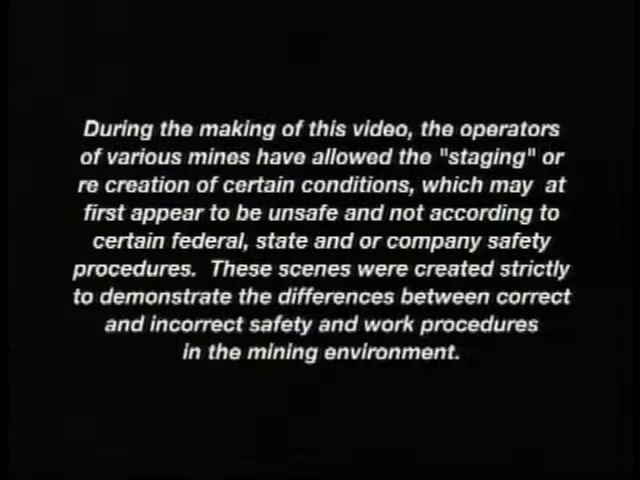 During the making of this video, the operators
of various mines have allowed the "staging" or
re creation of certain conditions, which may  at
first appear to be unsafe and not according to
certain federal, state and or company safety
procedures.  These scenes were created strictly
to demonstrate the differences between correct
and incorrect safety and work procedures
in the mining environment.